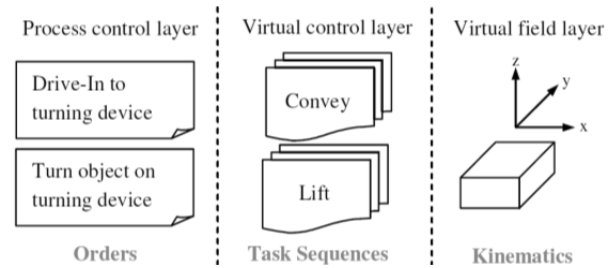 Process control layer
Virtual control layer
Virtual field layer
Drive-In to
turning device
Turn object on
turning device
Orders
Convey
Lift
Task Sequences
z
y
x
Kinematics